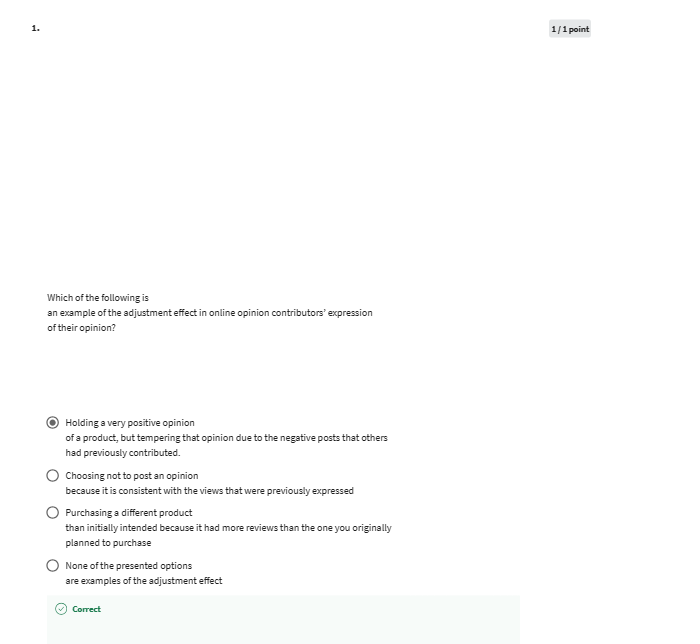 1.
1 / 1 point
Which of the following is
an example of the adjustment effect in online opinion contributors' expression
of their opinion?
Holding a very positive opinion
of a product, but tempering that opinion due to the negative posts that others
had previously contributed.
Choosing not to post an opinion
because it is consistent with the views that were previously expressed
Purchasing a different product
than initially intended because it had more reviews than the one you originally
planned to purchase
None of the presented options
are examples of the adjustment effect
Correct